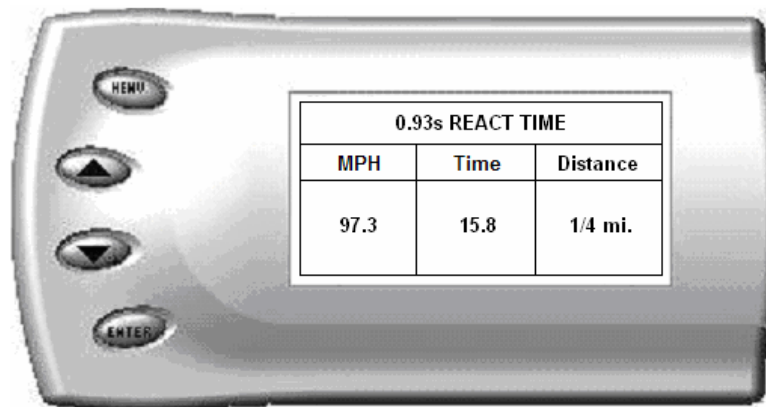 MENU
0.93s REACT TIME
MPH Time Distance
97.3 15.8 1/4 mi.
ENTER